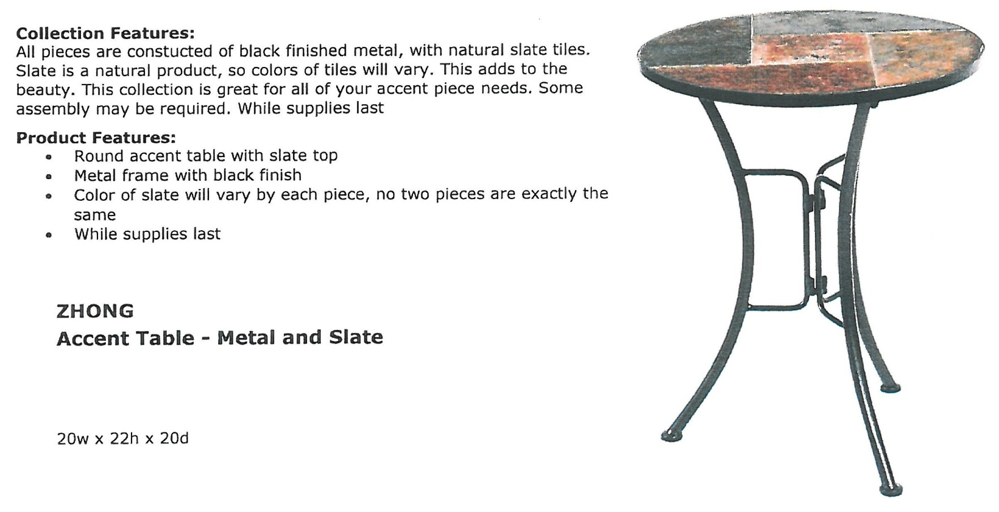 Collection Features:
All pieces are constucted of black finished metal, with natural slate tiles.
Slate is a natural product, so colors of tiles will vary. This adds to the
beauty. This collection is great for all of your accent piece needs. Some
assembly may be required. While supplies last
Product Features:
• Round accent table with slate top
• Metal frame with black finish
• Color of slate will vary by each piece, no two pieces are exactly the
same
• While supplies last
ZHONG
Accent Table - Metal and Slate
20w x 22h x 20d